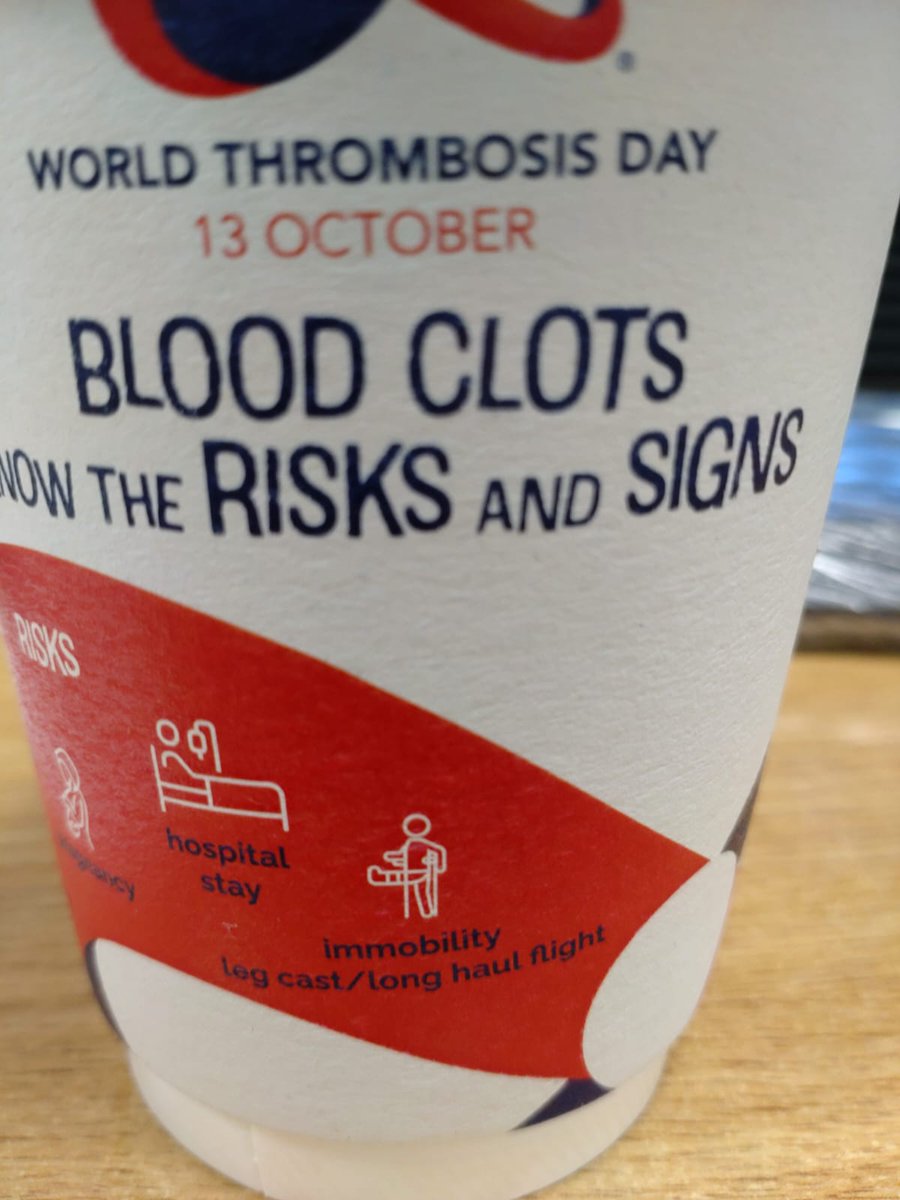 ®
WORLD THROMBOSIS DAY
13 OCTOBER
BLOOD CLOTS
NOW THE RISKS AND SIGNS
RISKS
hospital
stay
immobility
leg cast/long haul flight